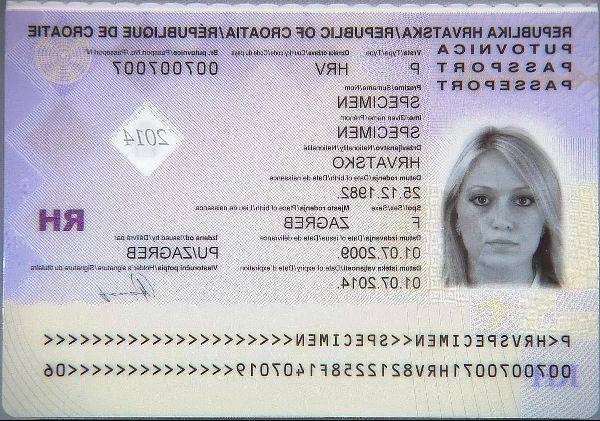 REPUBLIKA HRVATSKA/REPUBLIC OF CROATIA/RÉPUBLIQUE DE CROATIE
PUTOVNICA
PASSPORT
PASSEPORT
Vrsta/Type/Type
Oznaka države/Country code/Code du pays
Br. putovnice/Passport No/Passeport N°
P
HRV
007007007
Prezime/Surname/Nom
SPECIMEN
Ime/Given name/Prénom
SPECIMEN
Državljanstvo/Nationality/Nationalité
HRVATSKO
Datum rođenja/Date of birth/Date de naissance
25.12.1982.
Spol/Sex/Sexe
Mjesto rođenja/Place of birth/Lieu de naissance
F
ZAGREB
Datum izdavanja/Date of issue/Date de délivrance
Izdana od/Issued by/Délivré par
01.07.2009.
PU/ZAGREB
Datum isteka valjanosti/Date of expiry/Date d'expiration
Vlastoručni potpis/Holder's signature/Signature du titulaire
01.07.2014.
2014
RH
P<HRVSPECIMEN<<SPECIMEN<<<<<<<<<<<<<<<<<<<<<
0070070071HRV8212258F1407019<<<<<<<<<<<<<<06